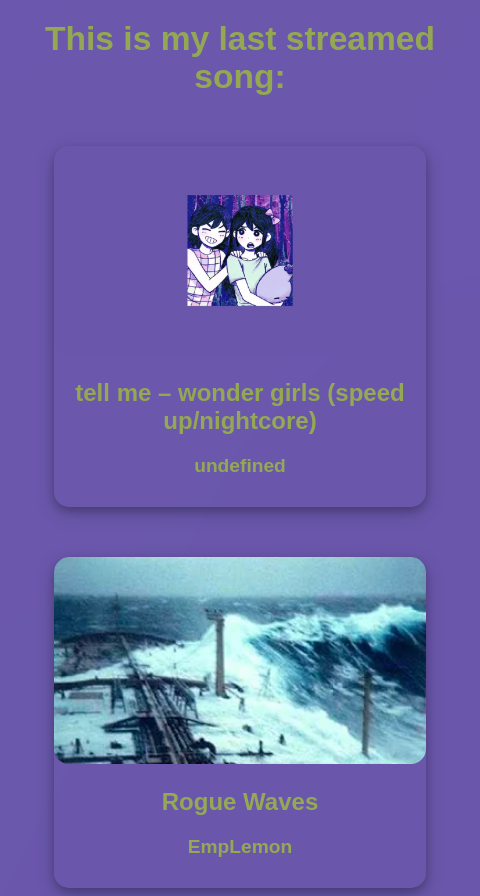 This is my last streamed
song:
tell me – wonder girls (speed
up/nightcore)
undefined
Rogue Waves
EmpLemon